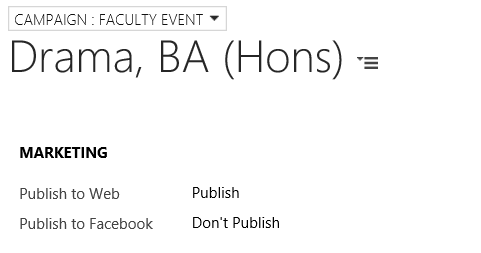 CAMPAIGN : FACULTY EVENT
Drama, BA (Hons)
MARKETING
Publish to Web Publish
Publish to Facebook Don't Publish